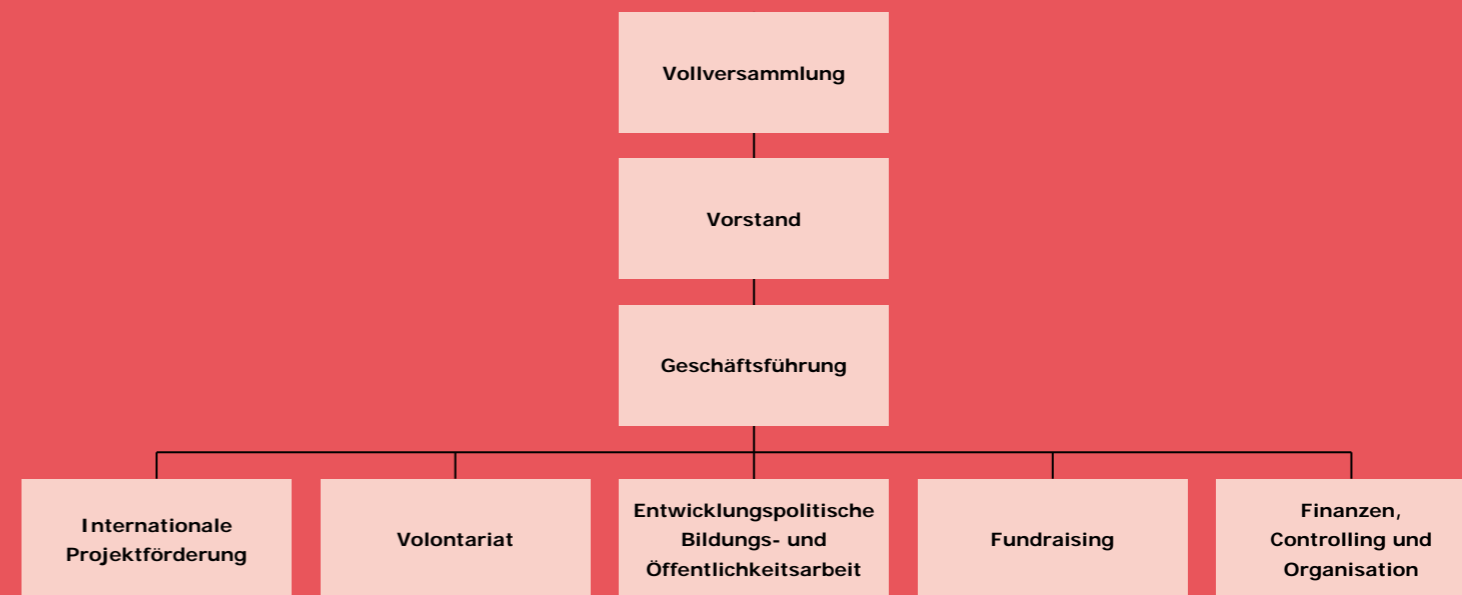 Vollversammlung
Vorstand
Geschäftsführung
Internationale
Projektförderung
Volontariat
Entwicklungspolitische
Bildungs- und
Öffentlichkeitsarbeit
Fundraising
Finanzen,
Controlling und
Organisation